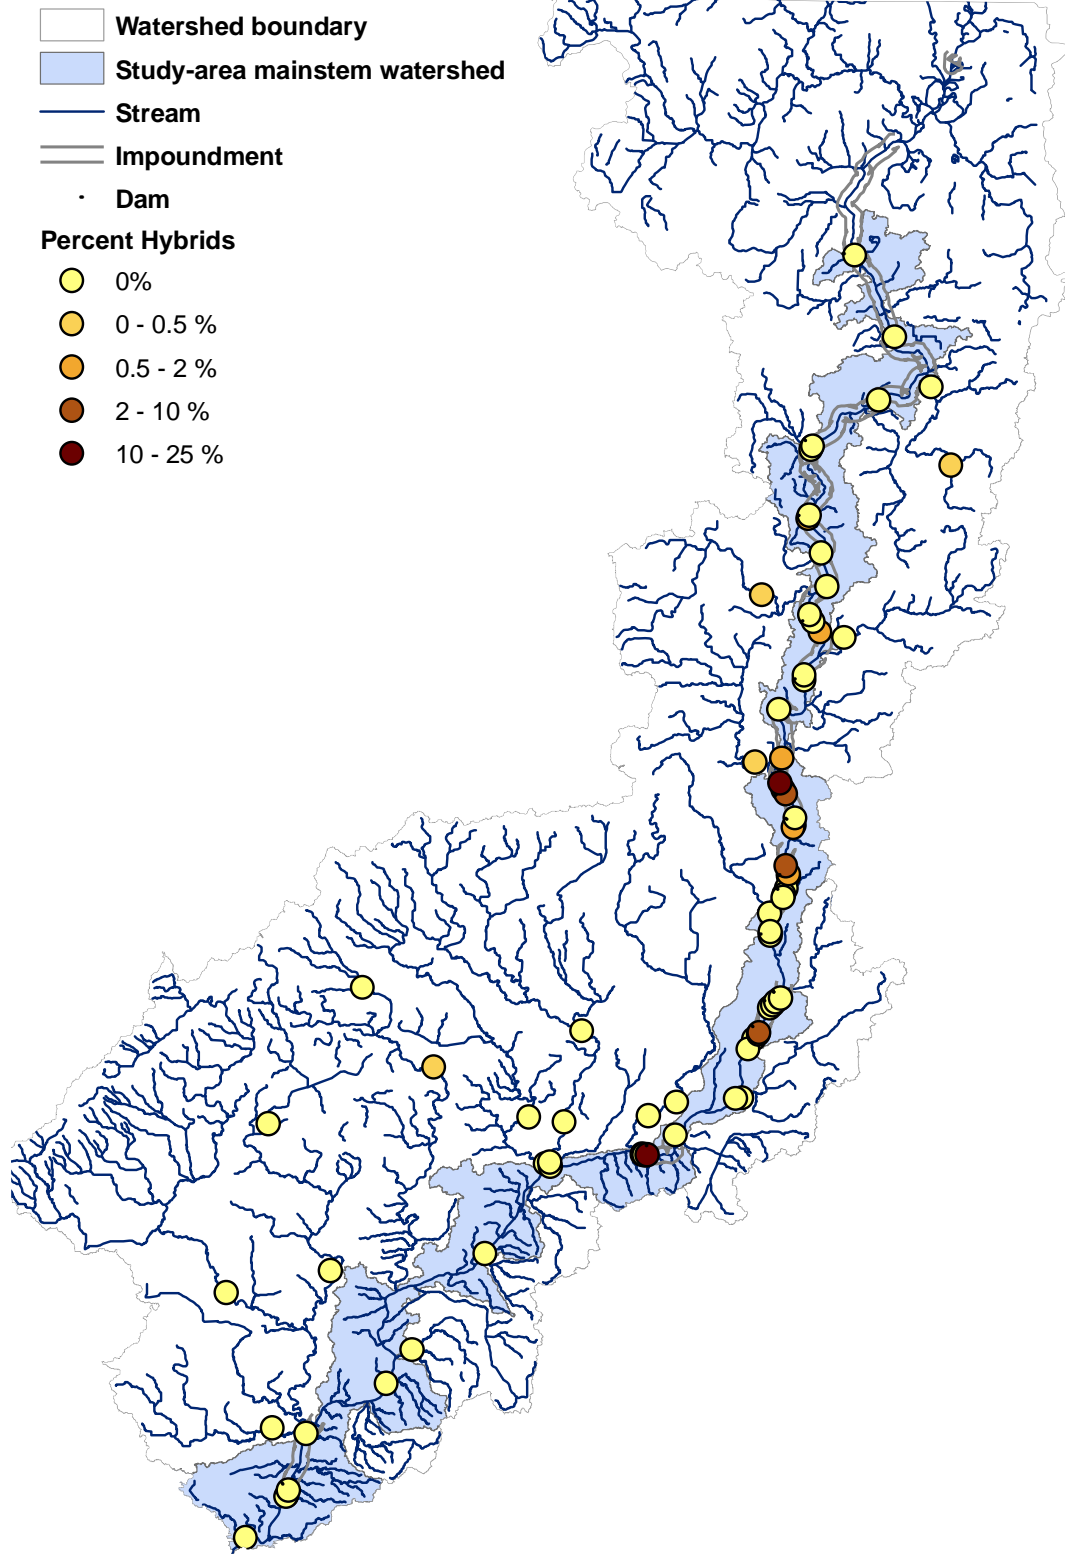 Watershed boundary
Study-area mainstem watershed
Stream
Impoundment
Dam
Percent Hybrids
0%
0 - 0.5 %
0.5 - 2 %
2 - 10 %
10 - 25 %